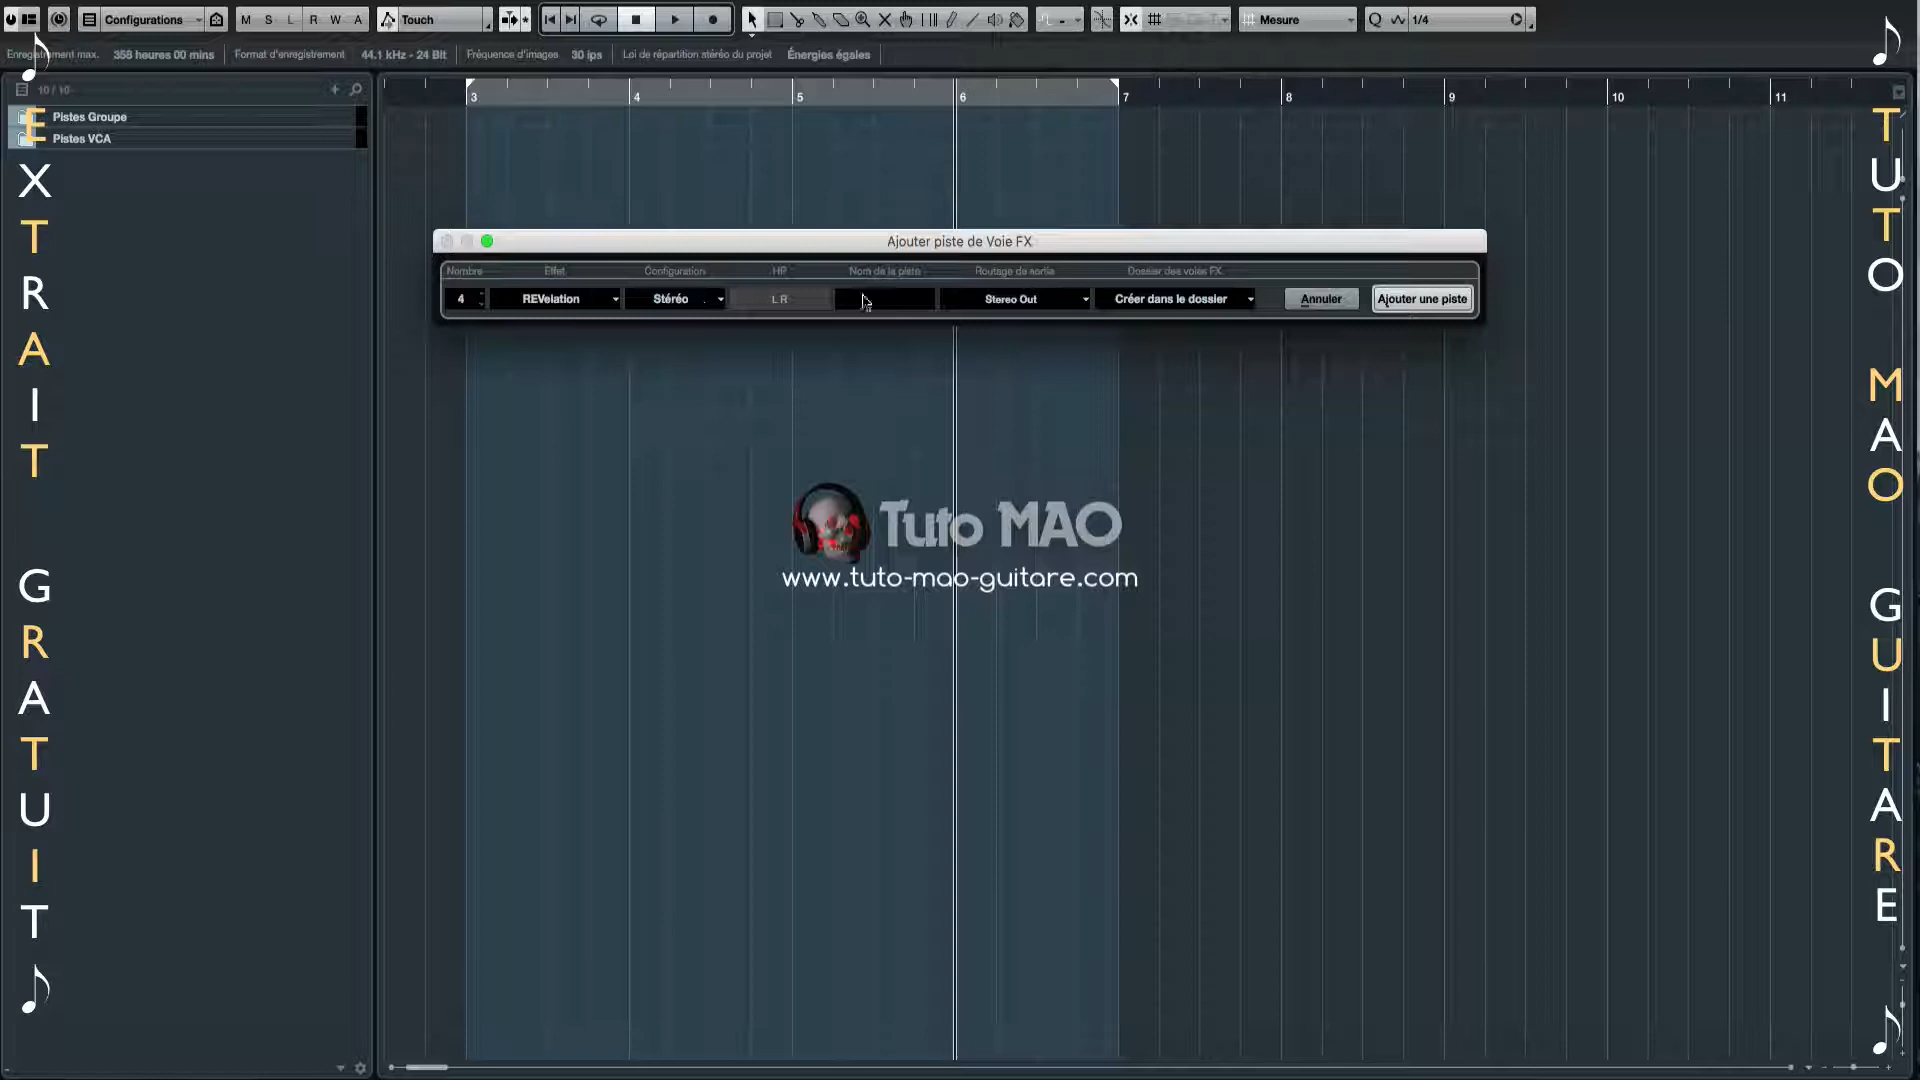 Configurations
M S L R W A
Touch
Mesure
Q
1/4
Enregistrement max.
358 heures 00 mins
Format d'enregistrement
44.1 kHz - 24 Bit
Fréquence d'images
30 ips
Loi de répartition stéréo du projet
Énergies égales
10 / 10
3
4
5
6
7
8
9
10
11
Pistes Groupe
Pistes VCA
Ajouter piste de Voie FX
Nombre
Effet
Configuration
HP
Nom de la piste
Routage de sortie
Dossier des voies FX
4
REVelation
Stéréo
L R
Stereo Out
Créer dans le dossier
Annuler
Ajouter une piste
Tuto MAO
www.tuto-mao-guitare.com
EXTRAIT
GRATUIT
TUTO
MAO
GUITARE